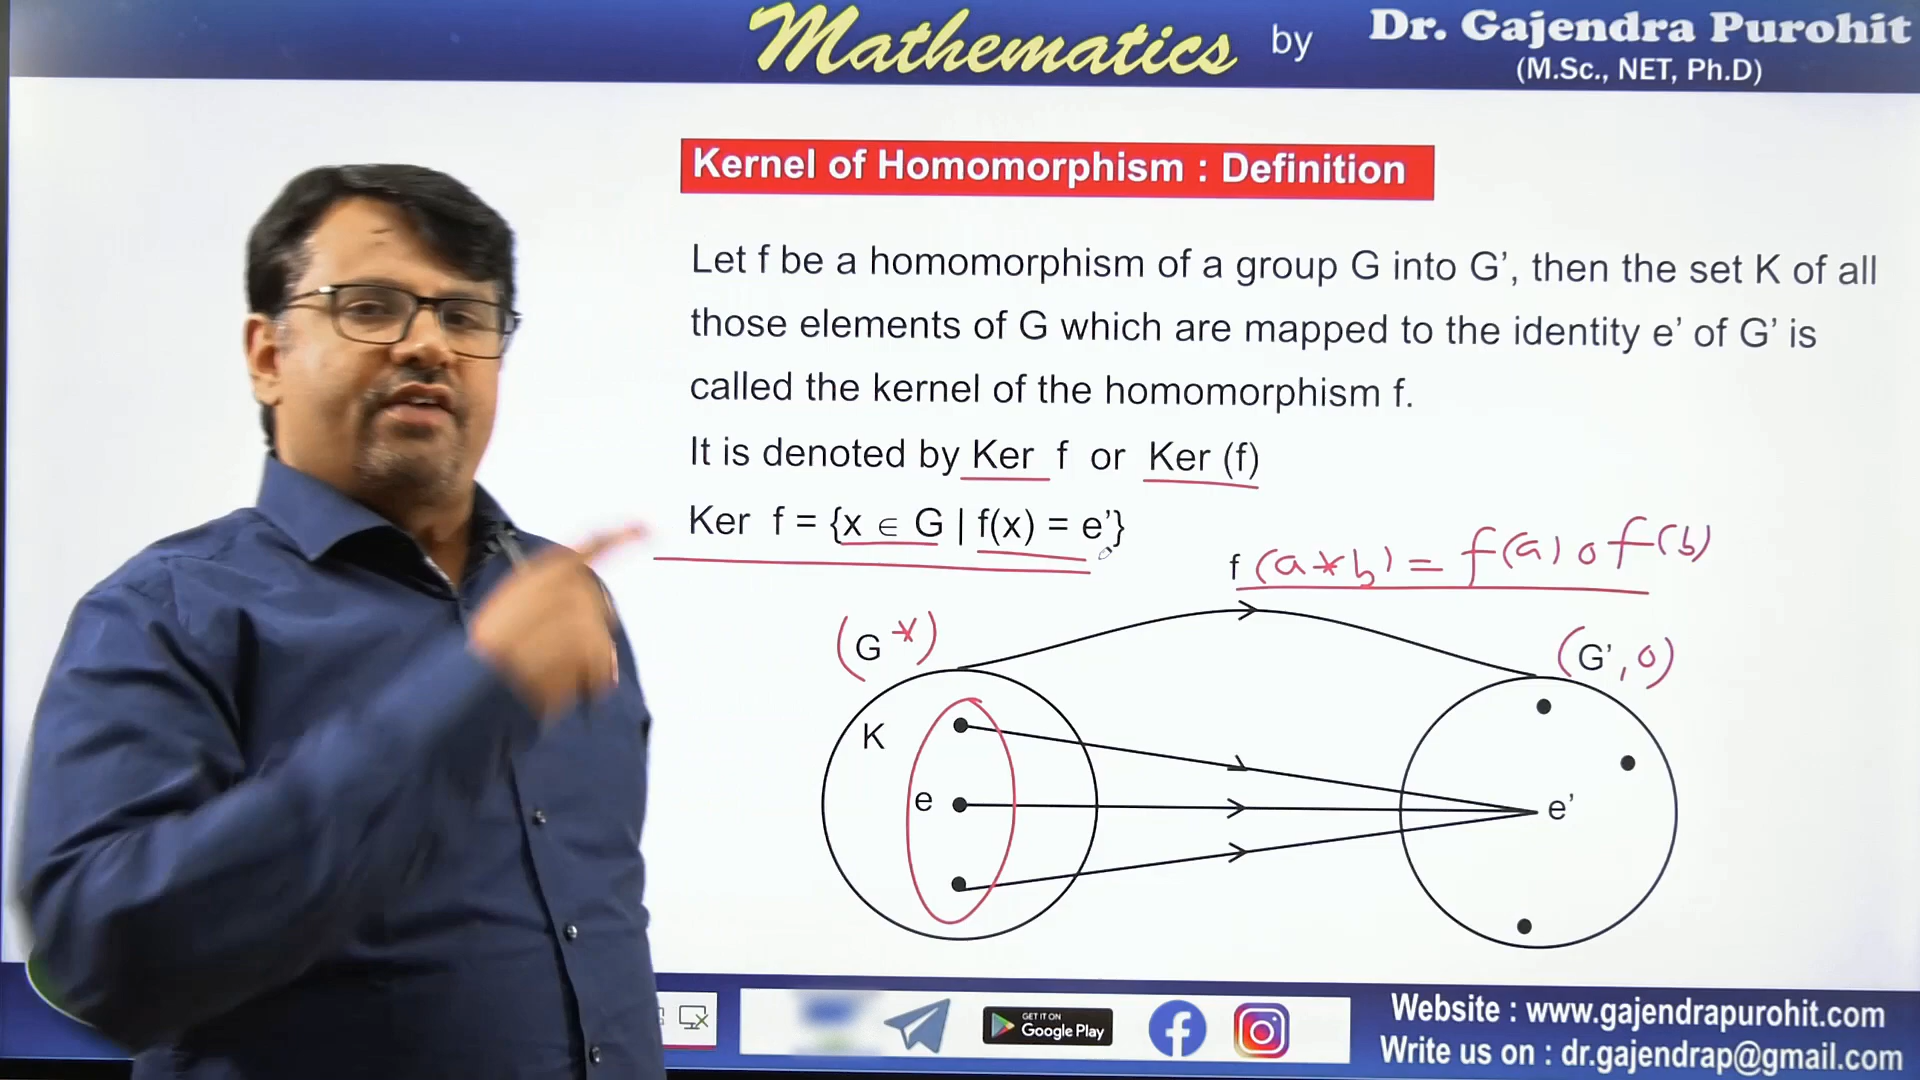 Mathematics by Dr. Gajendra Purohit
(M.Sc., NET, Ph.D)
Kernel of Homomorphism : Definition
Let f be a homomorphism of a group G into G’, then the set K of all
those elements of G which are mapped to the identity e’ of G’ is
called the kernel of the homomorphism f.
It is denoted by Ker f or Ker (f)
Ker f = {x ∈ G | f(x) = e’}
f (a*b) = f(a) o f(b)
(G *)
(G’, o)
K
e
e’
GET IT ON
Google Play
Website : www.gajendrapurohit.com
Write us on : dr.gajendrap@gmail.com